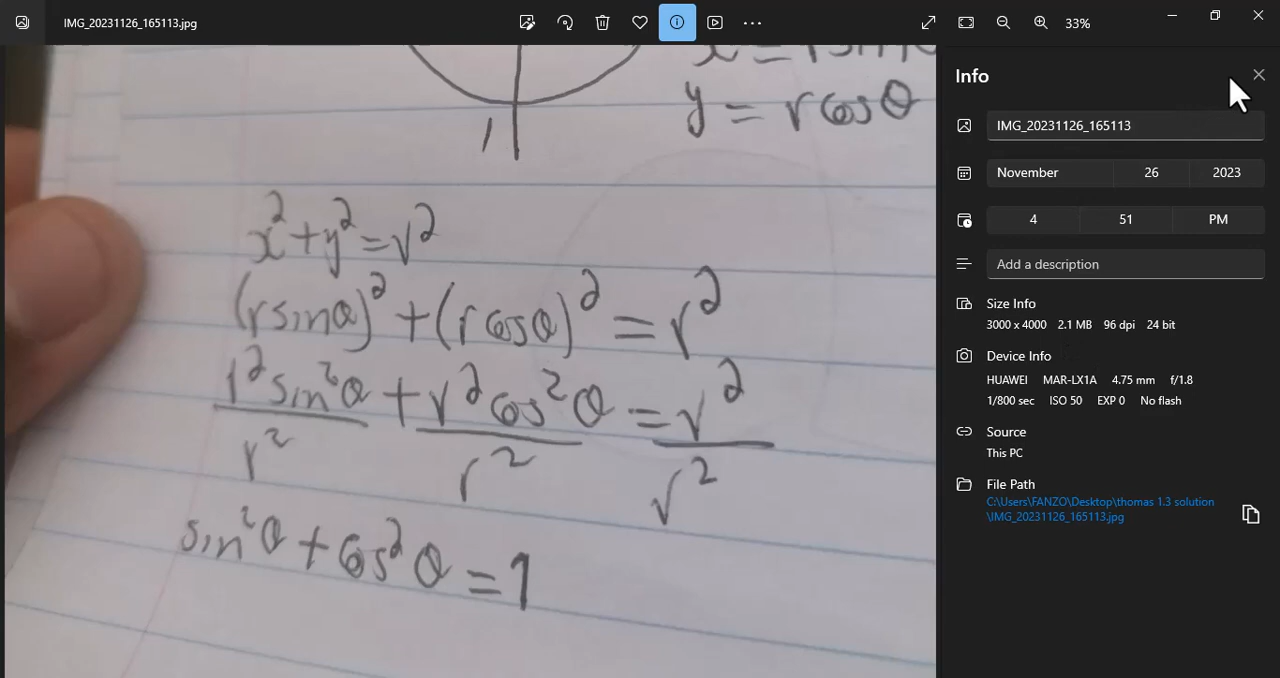 IMG_20231126_165113.jpg
33%
x = r sin θ
y = r cos θ
1
x² + y² = r²
(r sin θ)² + (r cos θ)² = r²
r² sin² θ + r² cos² θ = r²
r² r² r²
sin² θ + cos² θ = 1
Info
IMG_20231126_165113
November 26 2023
4 51 PM
Add a description
Size Info
3000 x 4000 2.1 MB 96 dpi 24 bit
Device Info
HUAWEI MAR-LX1A 4.75 mm f/1.8
1/800 sec ISO 50 EXP 0 No flash
Source
This PC
File Path
C:\Users\FANZO\Desktop\thomas 1.3 solution
\IMG_20231126_165113.jpg